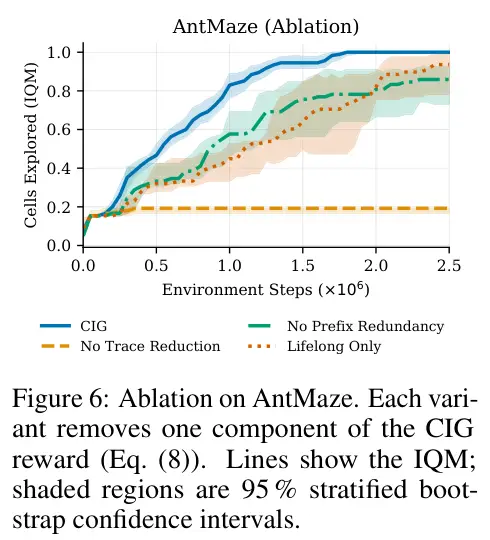 AntMaze (Ablation)
1.0
0.8
0.6
0.4
0.2
0.0
Cells Explored (IQM)
0.0 0.5 1.0 1.5 2.0 2.5
Environment Steps (×10⁶)
CIG
No Trace Reduction
No Prefix Redundancy
Lifelong Only
Figure 6: Ablation on AntMaze. Each vari-
ant removes one component of the CIG
reward (Eq. (8)). Lines show the IQM;
shaded regions are 95 % stratified boot-
strap confidence intervals.